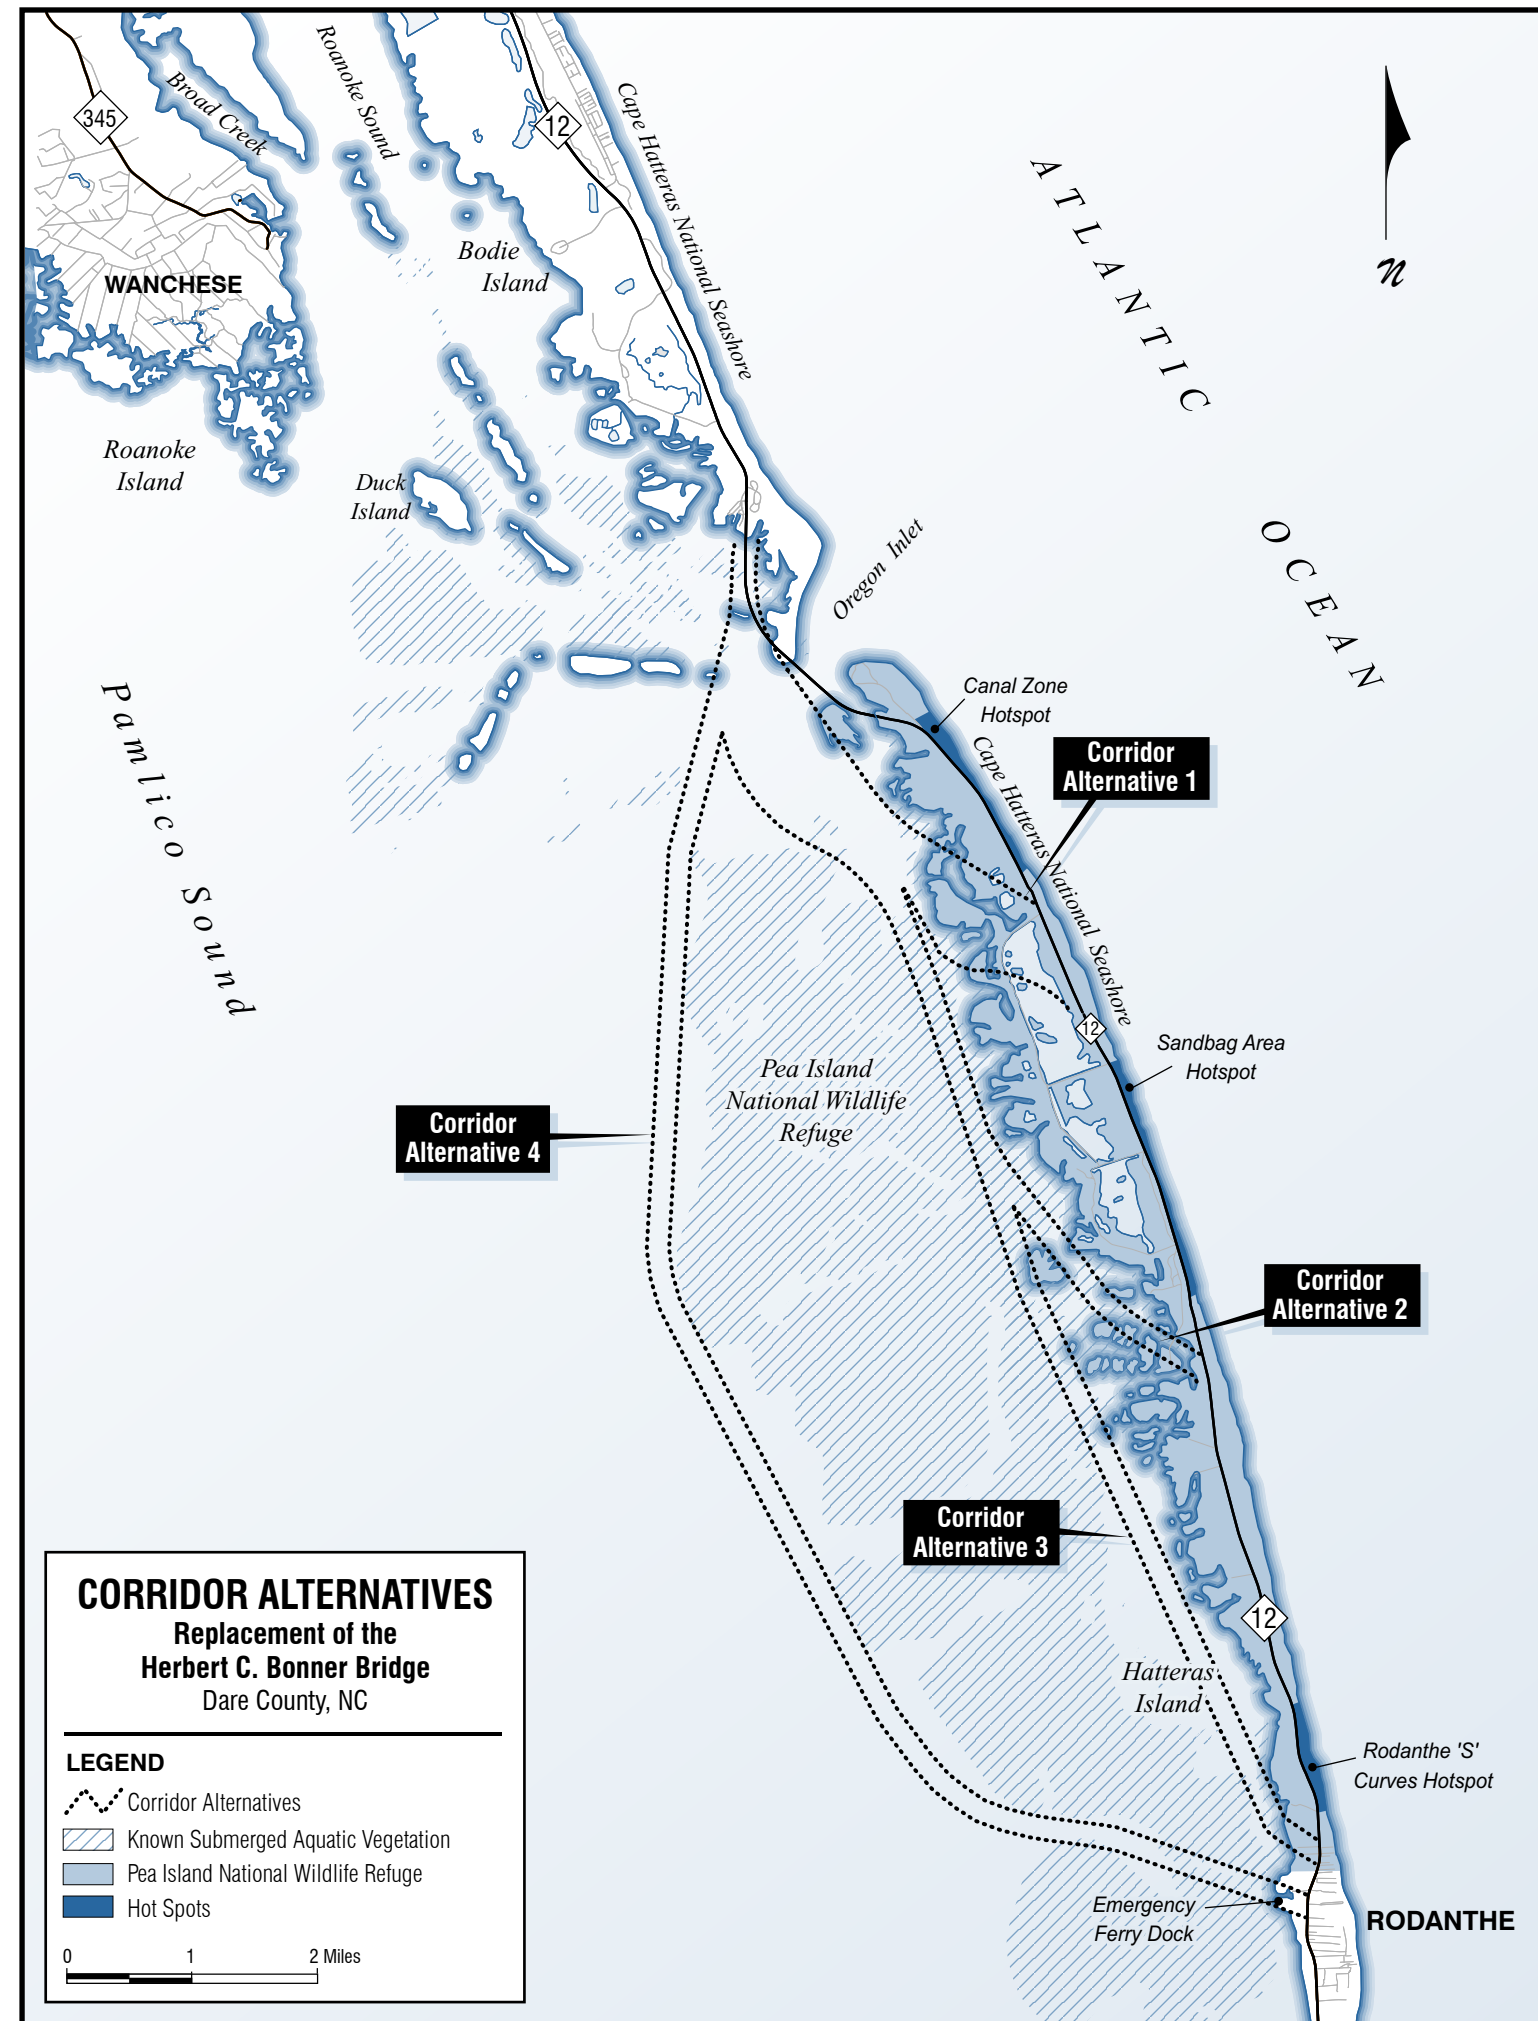 345
Broad Creek
Roanoke Sound
12
Cape Hatteras National Seashore
ATLANTIC
OCEAN
n
WANCHESE
Bodie
Island
Roanoke
Island
Duck
Island
Oregon Inlet
Pamlico Sound
Canal Zone
Hotspot
Cape Hatteras National Seashore
Corridor
Alternative 1
12
Sandbag Area
Hotspot
Pea Island
National Wildlife
Refuge
Corridor
Alternative 4
Corridor
Alternative 2
Corridor
Alternative 3
12
Hatteras
Island
Rodanthe 'S'
Curves Hotspot
Emergency
Ferry Dock
RODANTHE
CORRIDOR ALTERNATIVES
Replacement of the
Herbert C. Bonner Bridge
Dare County, NC
LEGEND
Corridor Alternatives
Known Submerged Aquatic Vegetation
Pea Island National Wildlife Refuge
Hot Spots
0 1 2 Miles